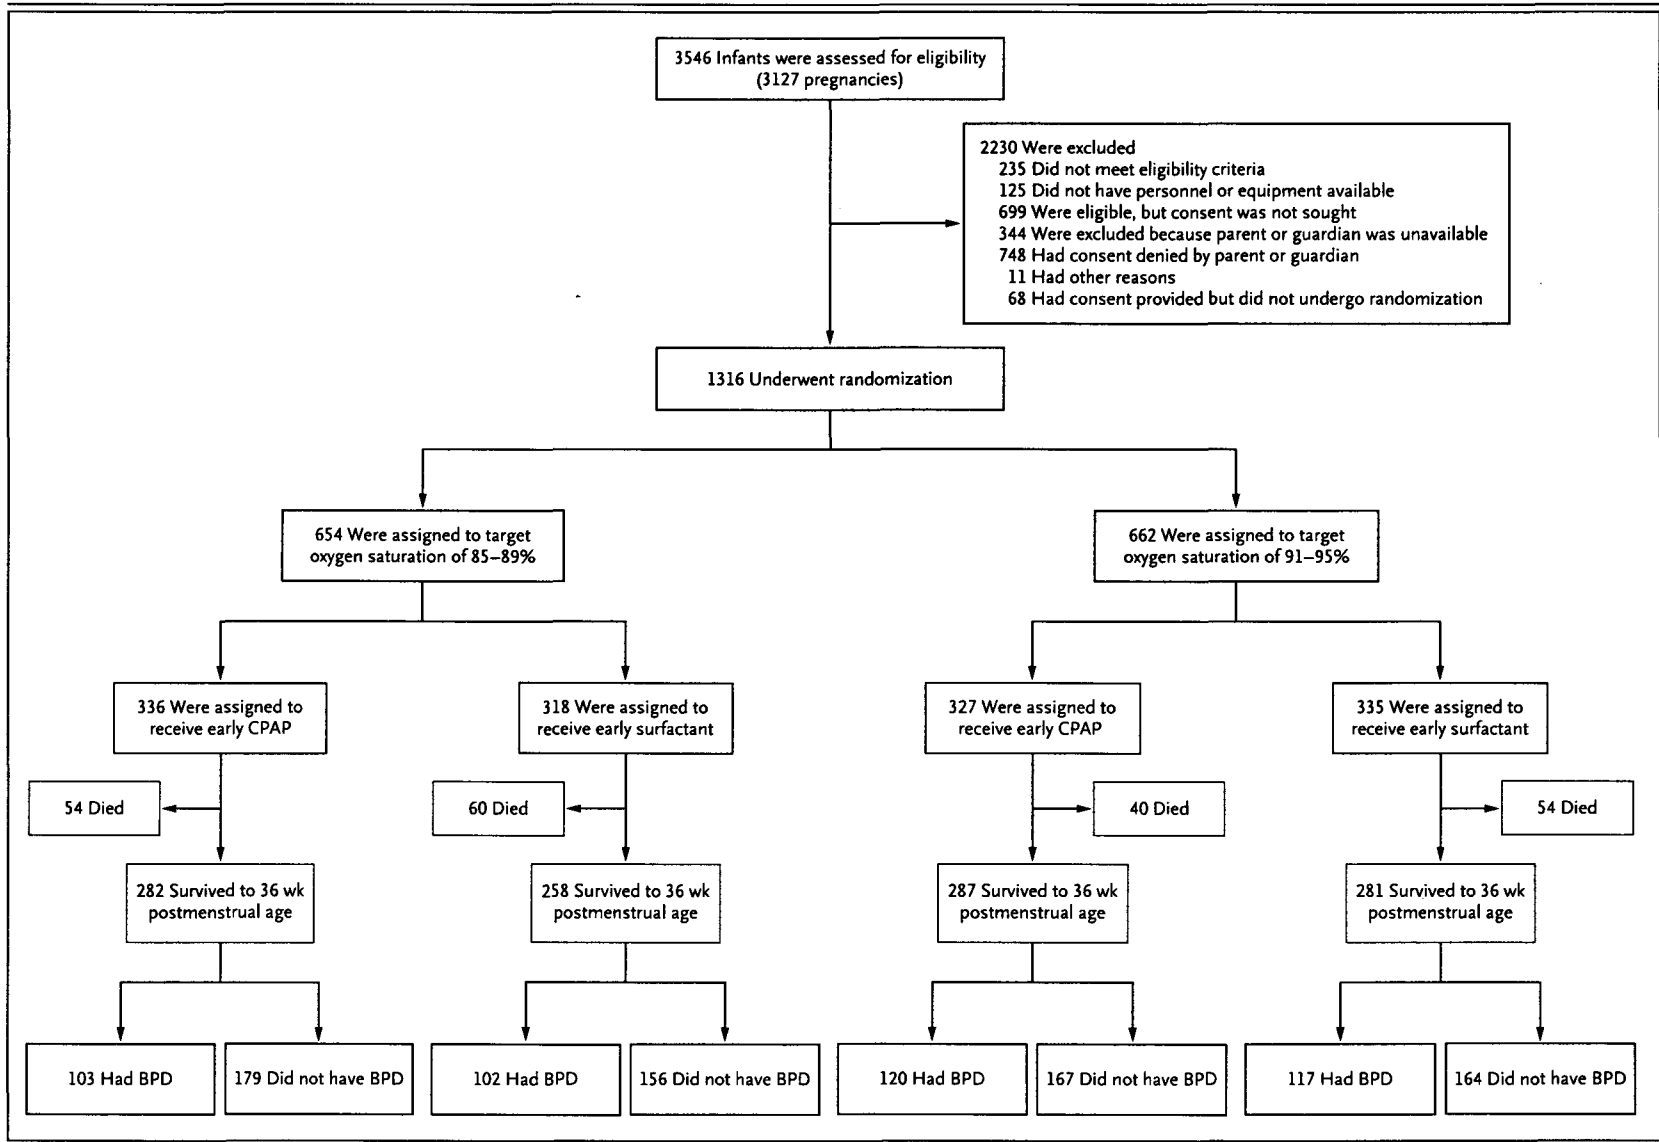 3546 Infants were assessed for eligibility
(3127 pregnancies)
2230 Were excluded
235 Did not meet eligibility criteria
125 Did not have personnel or equipment available
699 Were eligible, but consent was not sought
344 Were excluded because parent or guardian was unavailable
748 Had consent denied by parent or guardian
11 Had other reasons
68 Had consent provided but did not undergo randomization
1316 Underwent randomization
654 Were assigned to target
oxygen saturation of 85–89%
662 Were assigned to target
oxygen saturation of 91–95%
336 Were assigned to
receive early CPAP
318 Were assigned to
receive early surfactant
327 Were assigned to
receive early CPAP
335 Were assigned to
receive early surfactant
54 Died
60 Died
40 Died
54 Died
282 Survived to 36 wk
postmenstrual age
258 Survived to 36 wk
postmenstrual age
287 Survived to 36 wk
postmenstrual age
281 Survived to 36 wk
postmenstrual age
103 Had BPD
179 Did not have BPD
102 Had BPD
156 Did not have BPD
120 Had BPD
167 Did not have BPD
117 Had BPD
164 Did not have BPD